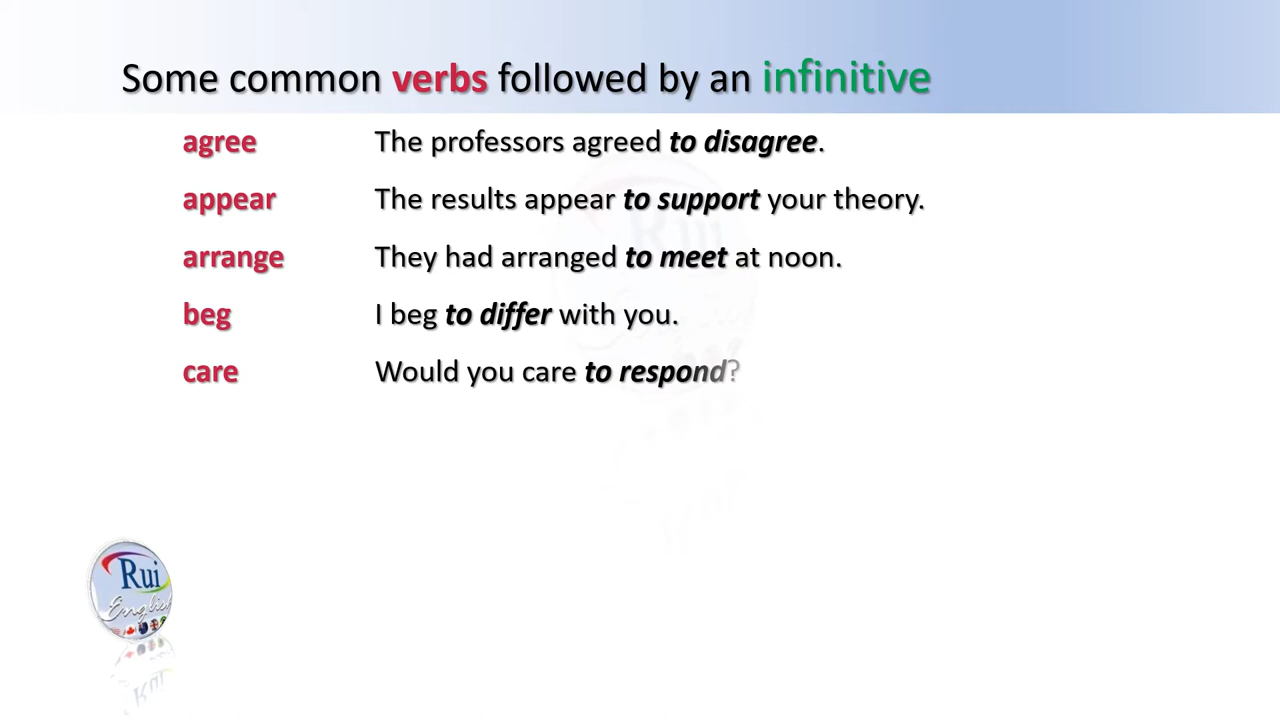 Some common verbs followed by an infinitive
agree The professors agreed to disagree.
appear The results appear to support your theory.
arrange They had arranged to meet at noon.
beg I beg to differ with you.
care Would you care to respond?
Rui
English